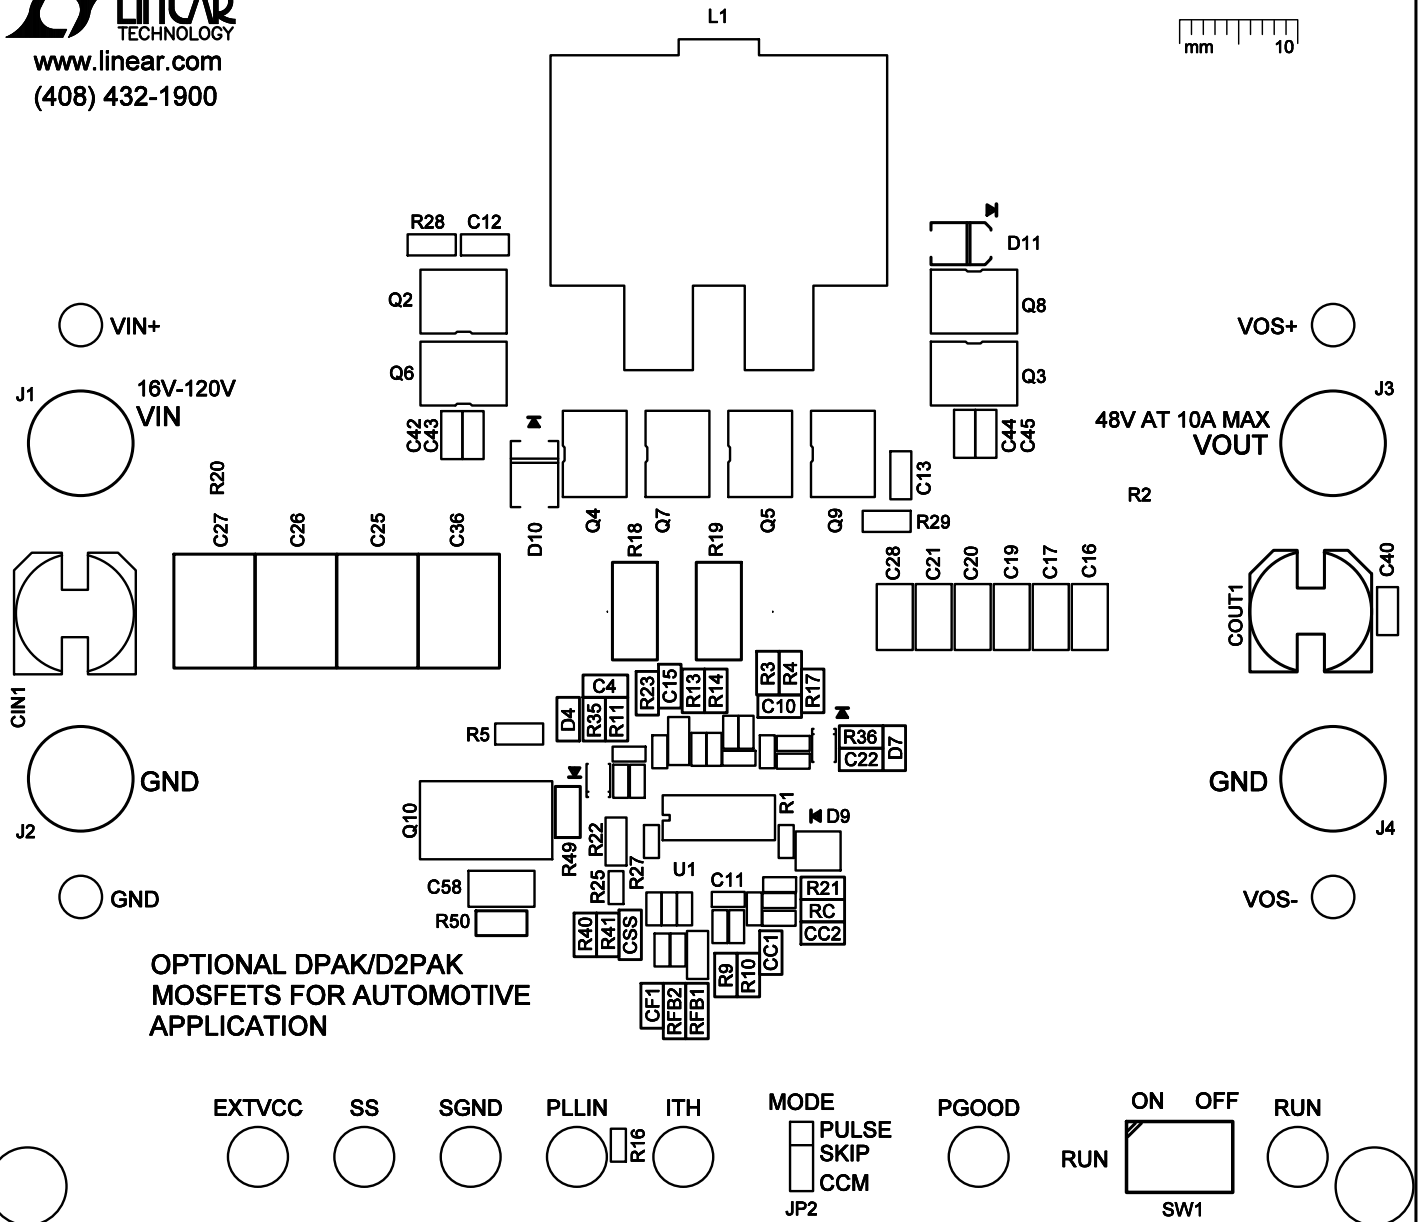 LINEAR
TECHNOLOGY
www.linear.com
(408) 432-1900
L1
mm 10
R28 C12
D11
Q2
Q8
VIN+
VOS+
Q6
Q3
J1
16V-120V
VIN
J3
48V AT 10A MAX
VOUT
C42
C43
C44
C45
C13
R20
R2
C27
C26
C25
C36
D10
Q4
R18
Q7
R19
Q5
Q9
R29
C28
C21
C20
C19
C17
C16
COUT1
C40
CIN1
C4
R23
C15
R13
R14
R3
R4
R17
C10
R5
D4
R35
R11
R36
C22
D7
GND
J2
GND
J4
Q10
R49
R22
R27
R1
D9
U1
C58
R25
C11
R21
RC
CC2
R50
R40
R41
CSS
CC1
R9
R10
GND
VOS-
CF1
RFB2
RFB1
OPTIONAL DPAK/D2PAK
MOSFETS FOR AUTOMOTIVE
APPLICATION
EXTVCC
SS
SGND
PLLIN
R16
ITH
MODE
PULSE
SKIP
CCM
JP2
PGOOD
ON OFF
RUN
SW1
RUN